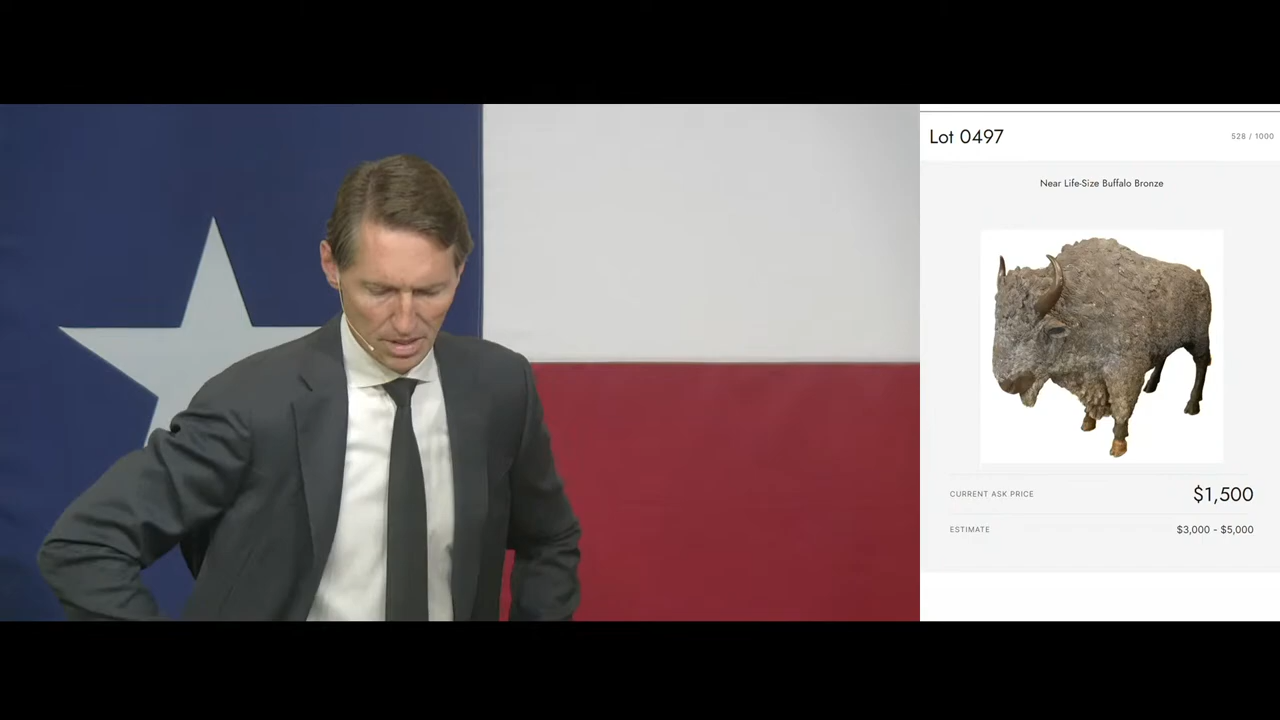 Lot 0497
528 / 1000
Near Life-Size Buffalo Bronze
CURRENT ASK PRICE
$1,500
ESTIMATE
$3,000 - $5,000